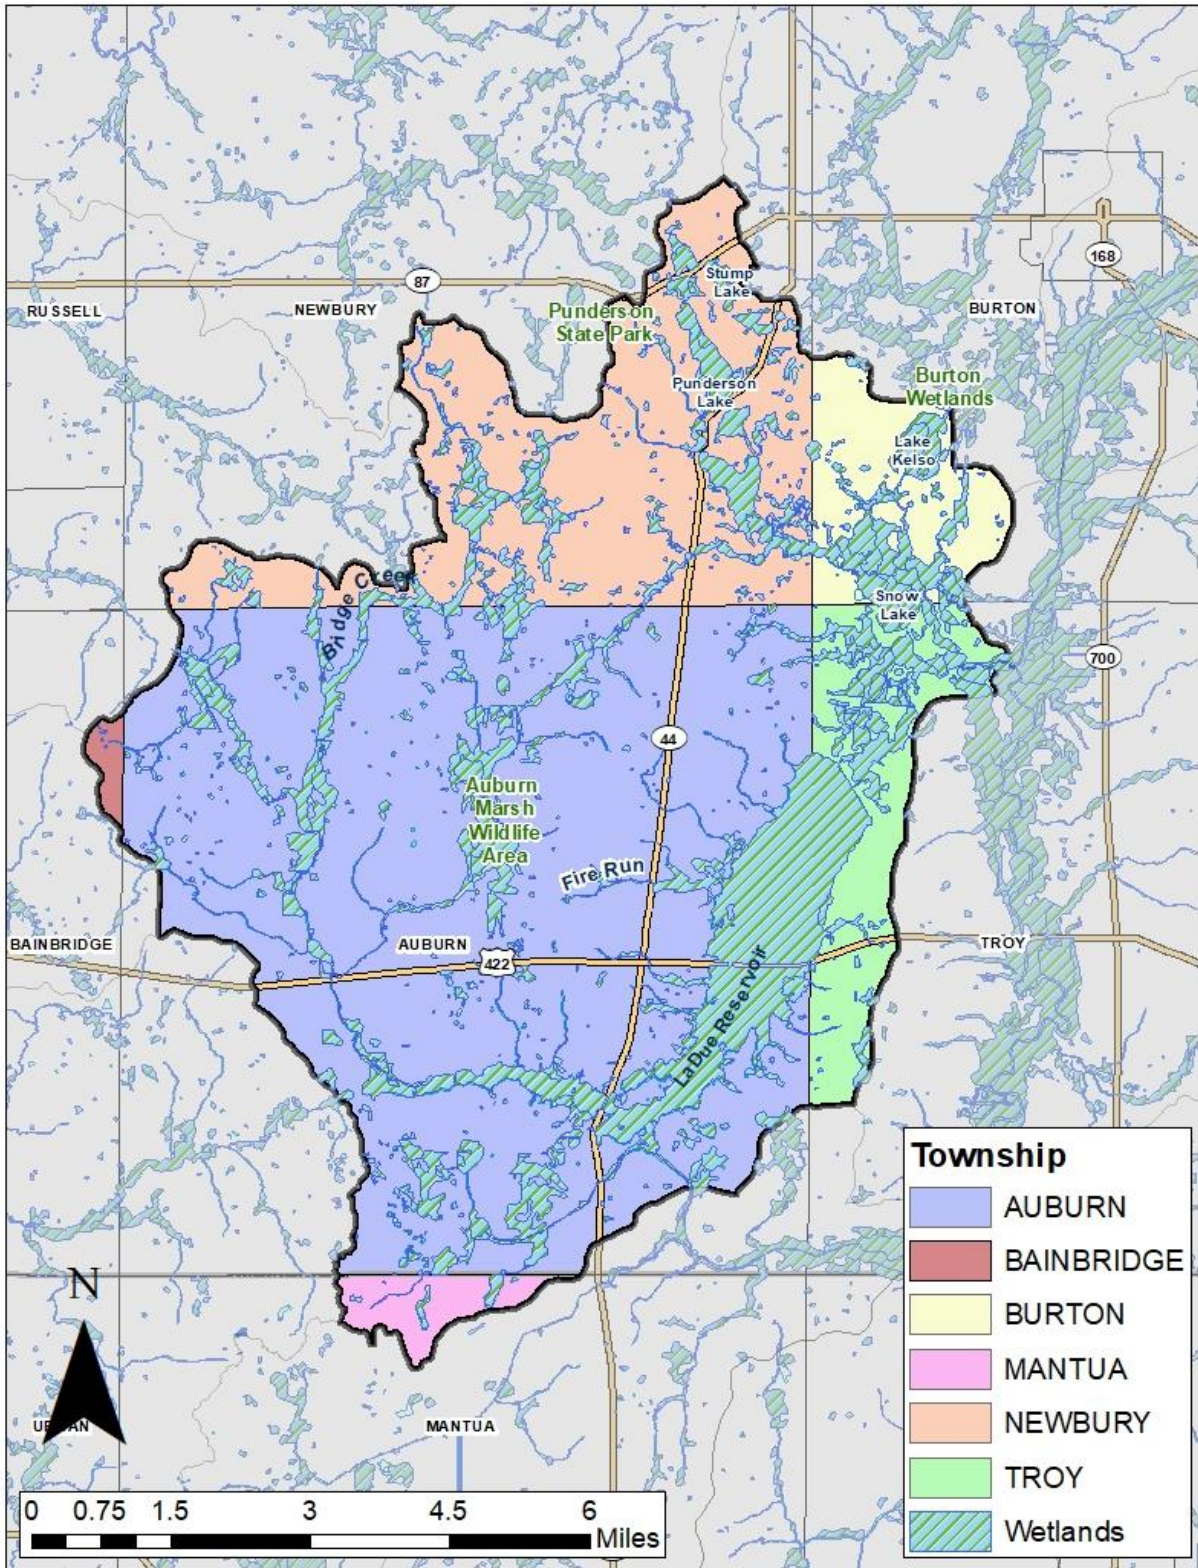 Stump
Lake
168
87
RUSSELL
NEWBURY
Punderson
State Park
BURTON
Punderson
Lake
Burton
Wetlands
Lake
Kelso
Bridge Creek
Snow
Lake
700
44
Auburn
Marsh
Wildlife
Area
Fire Run
BAINBRIDGE
AUBURN
422
TROY
LaDue Reservoir
N
MANTUA
Township
AUBURN
BAINBRIDGE
BURTON
MANTUA
NEWBURY
TROY
Wetlands
0 0.75 1.5 3 4.5 6
Miles